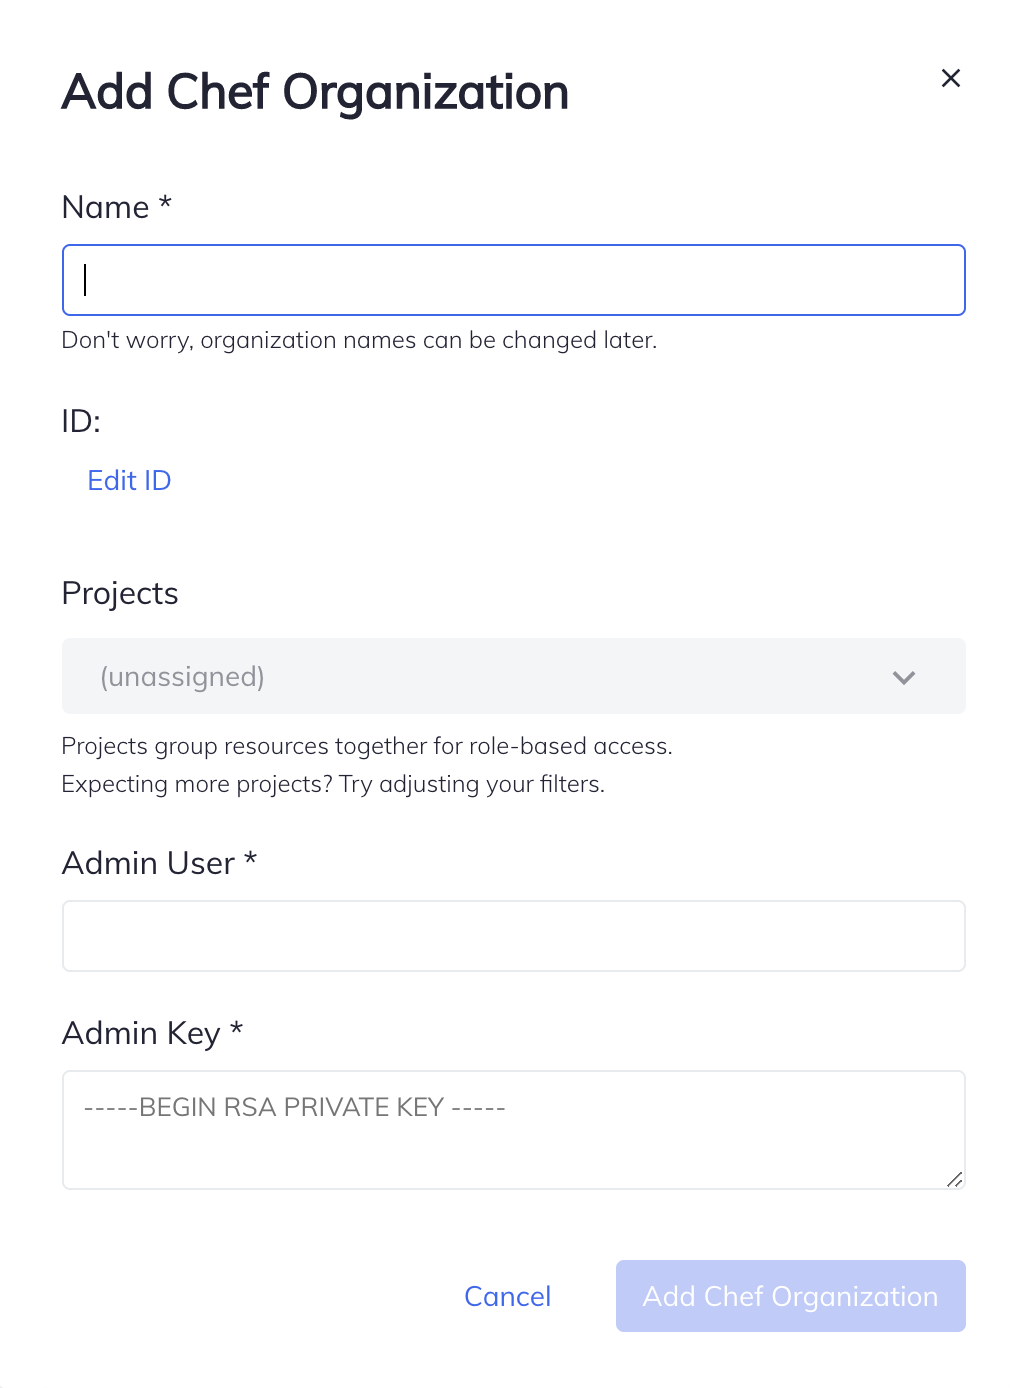 Add Chef Organization
Name *
Don't worry, organization names can be changed later.
ID:
Edit ID
Projects
(unassigned)
Projects group resources together for role-based access.
Expecting more projects? Try adjusting your filters.
Admin User *
Admin Key *
-----BEGIN RSA PRIVATE KEY -----
Cancel
Add Chef Organization